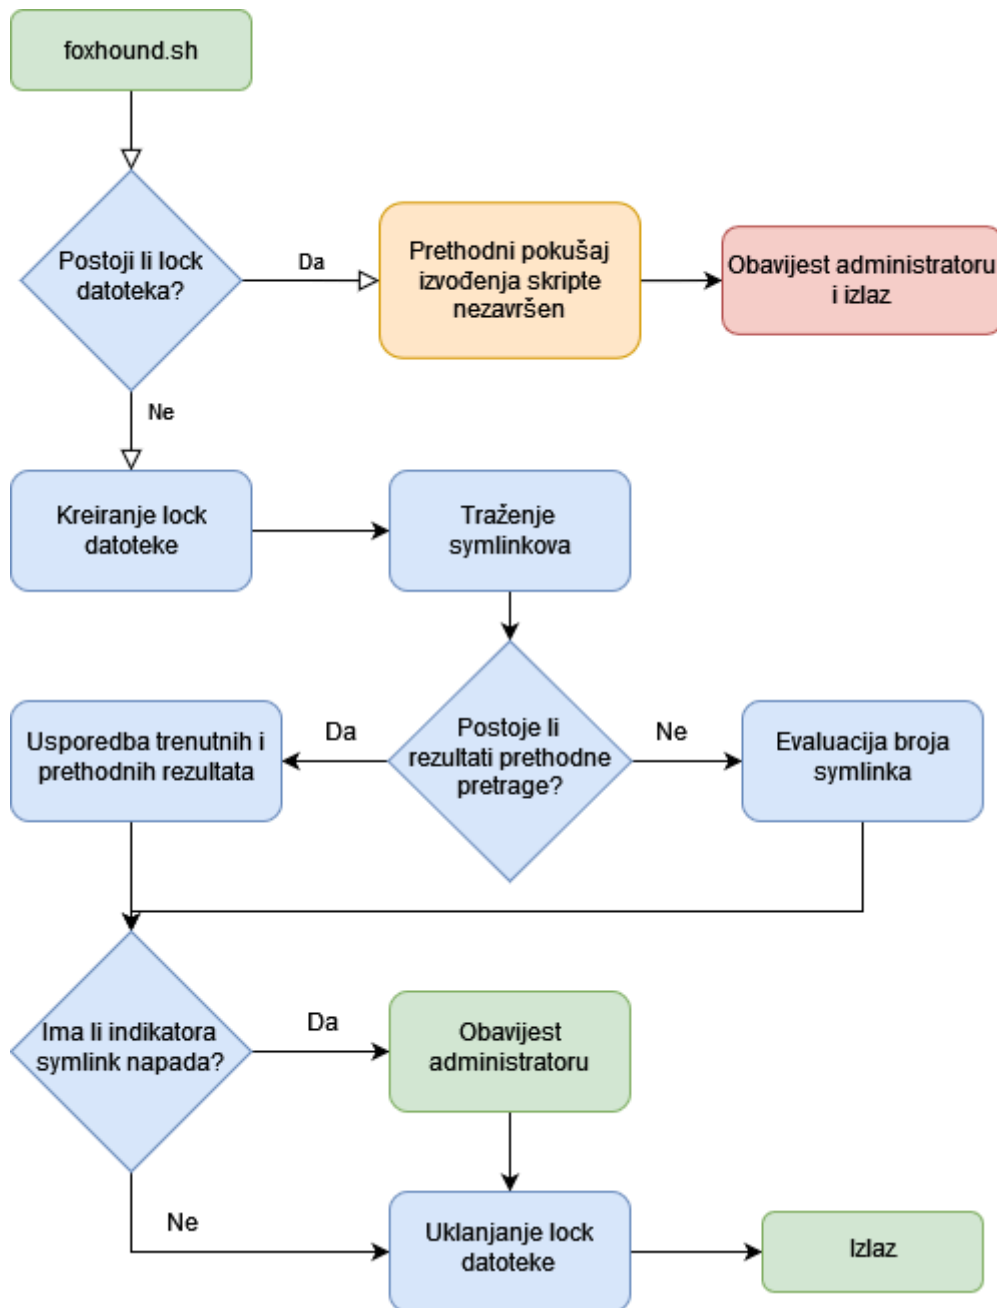 foxhound.sh
Postoji li lock
datoteka?
Da
Prethodni pokušaj
izvođenja skripte
nezavršen
Obavijest administratoru
i izlaz
Ne
Kreiranje lock
datoteke
Traženje
symlinkova
Usporedba trenutnih i
prethodnih rezultata
Da
Postoje li
rezultati prethodne
pretrage?
Ne
Evaluacija broja
symlinka
Ima li indikatora
symlink napada?
Da
Obavijest
administratoru
Ne
Uklanjanje lock
datoteke
Izlaz